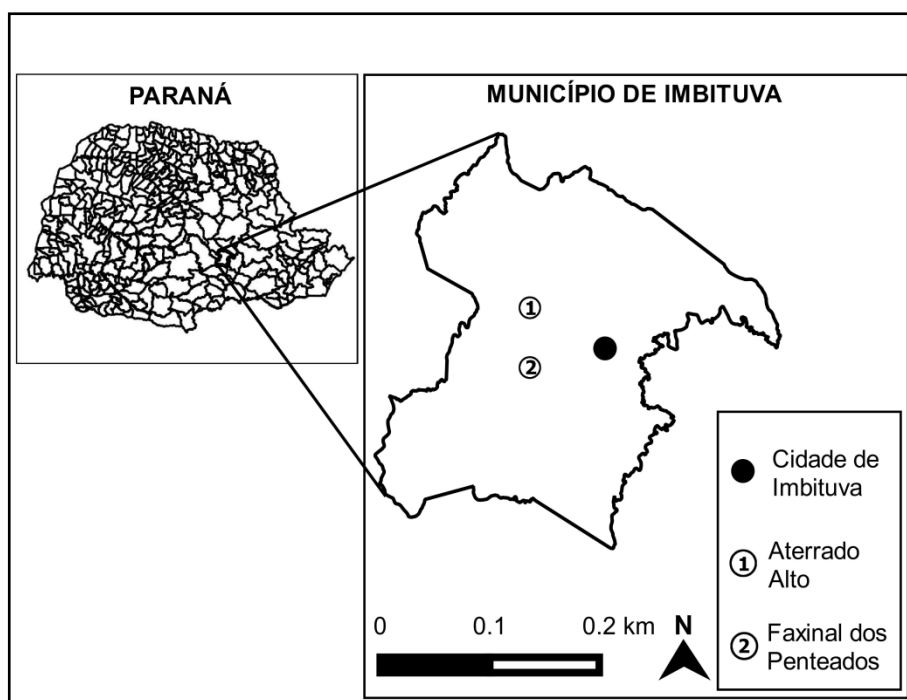 PARANÁ
MUNICÍPIO DE IMBITUVA
1
2
Cidade de
Imbituva
1 Aterrado
Alto
2 Faxinal dos
Penteados
0 0.1 0.2 km N